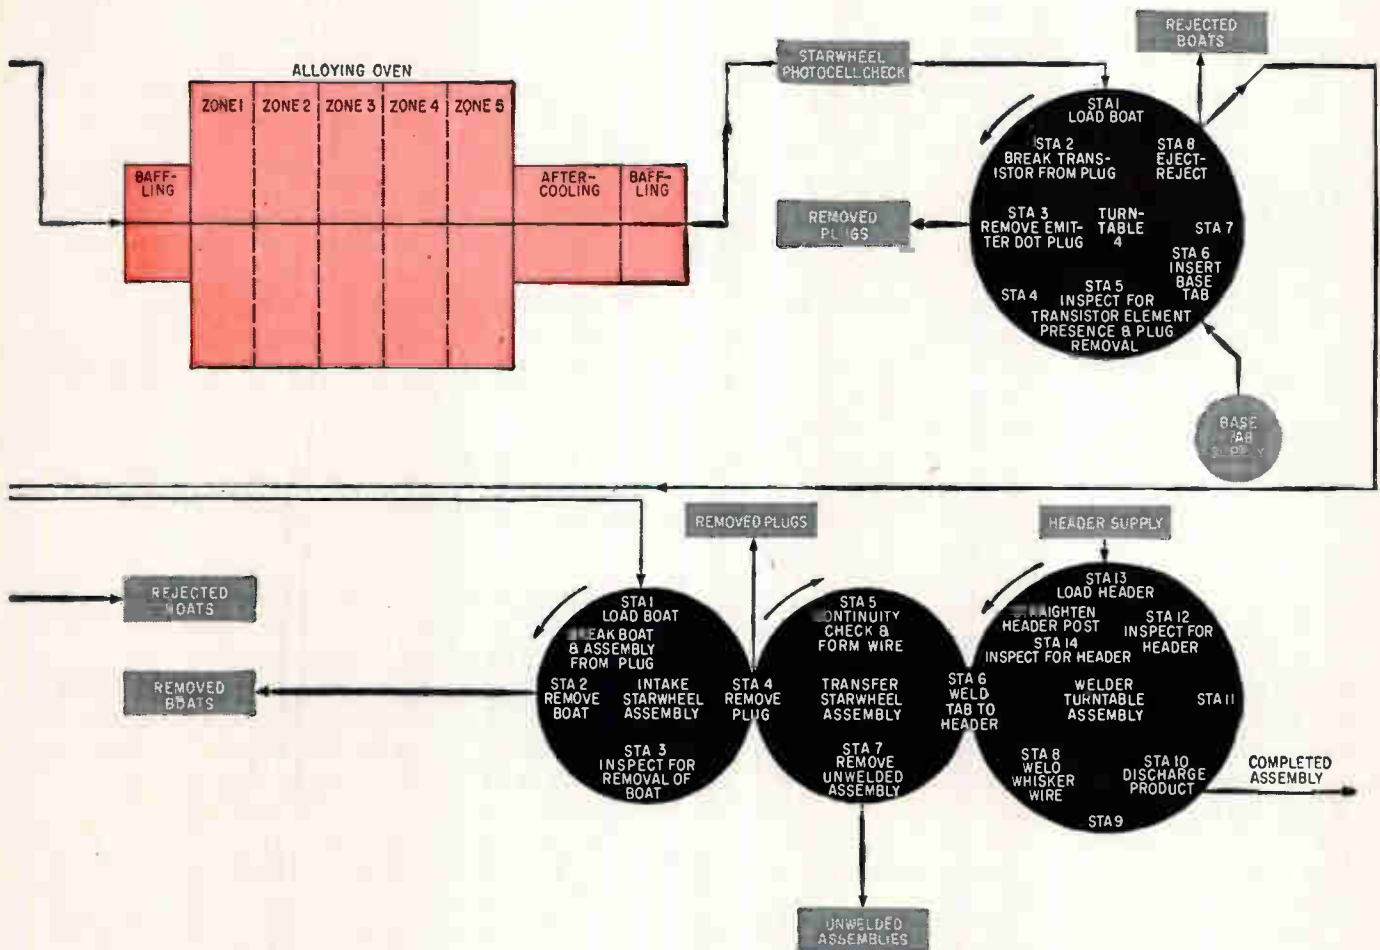 ALLOYING OVEN
ZONE 1
ZONE 2
ZONE 3
ZONE 4
ZONE 5
BAFF-
LING
AFTER-
COOLING
BAFF-
LING
STARWHEEL
PHOTOCELL CHECK
REJECTED
BOATS
STA 1
LOAD BOAT
STA 2
BREAK TRANS-
ISTOR FROM PLUG
STA 8
EJECT-
REJECT
REMOVED
PLUGS
STA 3
REMOVE EMIT-
TER DOT PLUG
TURN-
TABLE
4
STA 7
STA 6
INSERT
BASE
TAB
STA 4
STA 5
INSPECT FOR
TRANSISTOR ELEMENT
PRESENCE & PLUG
REMOVAL
BASE
TAB
SUPPLY
REMOVED PLUGS
HEADER SUPPLY
REJECTED
BOATS
STA 1
LOAD BOAT
BREAK BOAT
& ASSEMBLY
FROM PLUG
REMOVED
BOATS
STA 2
REMOVE
BOAT
INTAKE
STARWHEEL
ASSEMBLY
STA 3
INSPECT FOR
REMOVAL OF
BOAT
STA 4
REMOVE
PLUG
STA 5
CONTINUITY
CHECK &
FORM WIRE
TRANSFER
STARWHEEL
ASSEMBLY
STA 7
REMOVE
UNWELDED
ASSEMBLY
STA 6
WELD
TAB TO
HEADER
STA 13
LOAD HEADER
STRAIGHTEN
HEADER POST
STA 14
INSPECT FOR HEADER
STA 12
INSPECT FOR
HEADER
WELDER
TURNTABLE
ASSEMBLY
STA 11
STA 8
WELD
WHISKER
WIRE
STA 10
DISCHARGE
PRODUCT
STA 9
COMPLETED
ASSEMBLY
UNWELDED
ASSEMBLIES